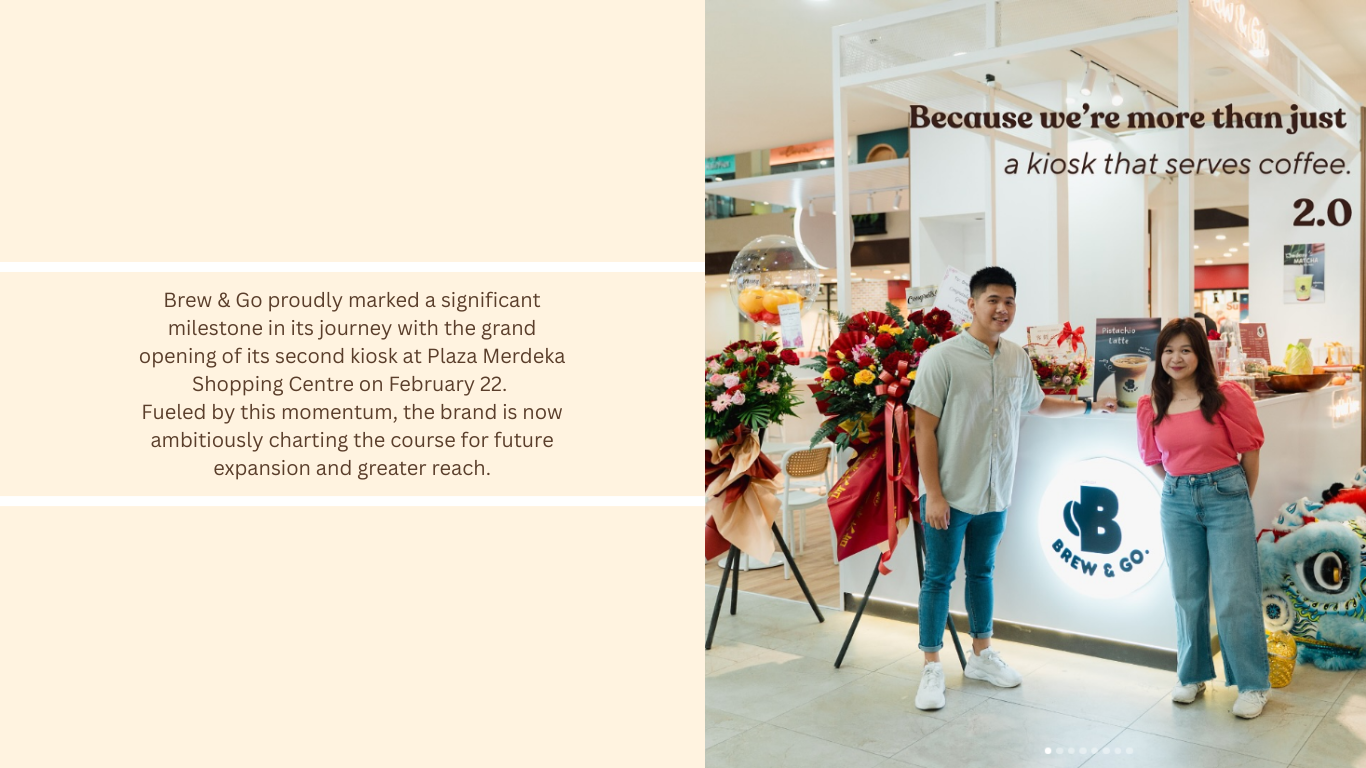 Brew & Go proudly marked a significant
milestone in its journey with the grand
opening of its second kiosk at Plaza Merdeka
Shopping Centre on February 22.
Fueled by this momentum, the brand is now
ambitiously charting the course for future
expansion and greater reach.
Because we’re more than just
a kiosk that serves coffee.
2.0
MATCHA
Congrats!
Pistachio
Latte
B
BREW & GO.